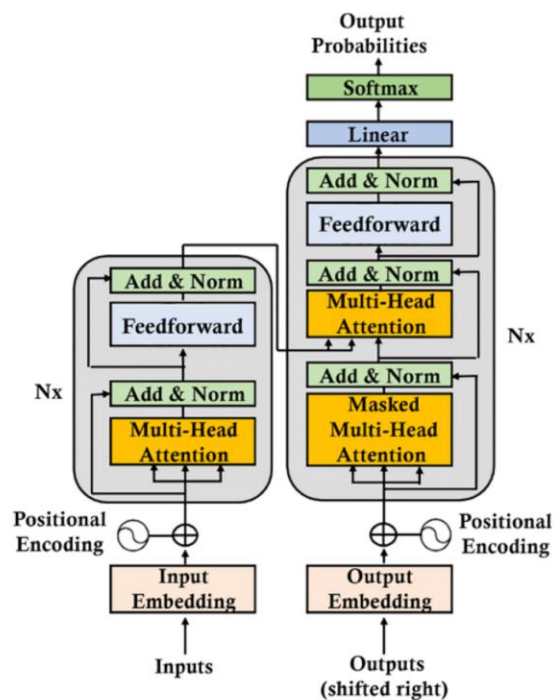 Output
Probabilities
Softmax
Linear
Add & Norm
Feedforward
Add & Norm
Multi-Head
Attention
Add & Norm
Masked
Multi-Head
Attention
Nx
Add & Norm
Feedforward
Add & Norm
Multi-Head
Attention
Nx
Positional
Encoding
Positional
Encoding
Input
Embedding
Output
Embedding
Inputs
Outputs
(shifted right)